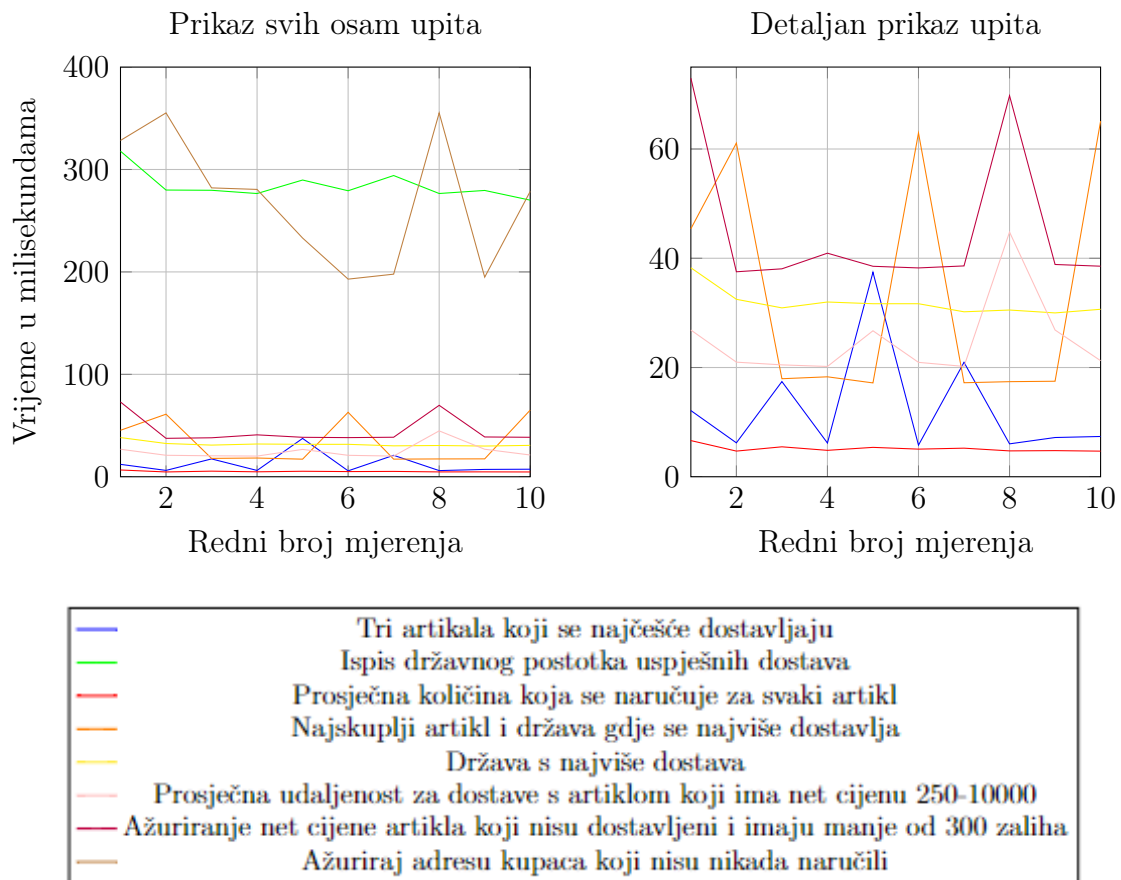 Prikaz svih osam upita
Detaljan prikaz upita
Vrijeme u milisekundama
400
300
200
100
0
2
4
6
8
10
Redni broj mjerenja
60
40
20
0
2
4
6
8
10
Redni broj mjerenja
Tri artikala koji se najčešće dostavljaju
Ispis državnog postotka uspješnih dostava
Prosječna količina koja se naručuje za svaki artikl
Najskuplji artikl i država gdje se najviše dostavlja
Država s najviše dostava
Prosječna udaljenost za dostave s artiklom koji ima net cijenu 250-10000
Ažuriranje net cijene artikla koji nisu dostavljeni i imaju manje od 300 zaliha
Ažuriraj adresu kupaca koji nisu nikada naručili